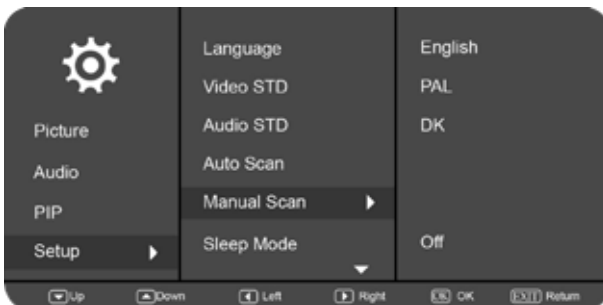 Language English
Video STD PAL
Picture Audio STD DK
Audio Auto Scan
PIP Manual Scan
Setup Sleep Mode Off
Up Down Left Right OK OK EXIT Return